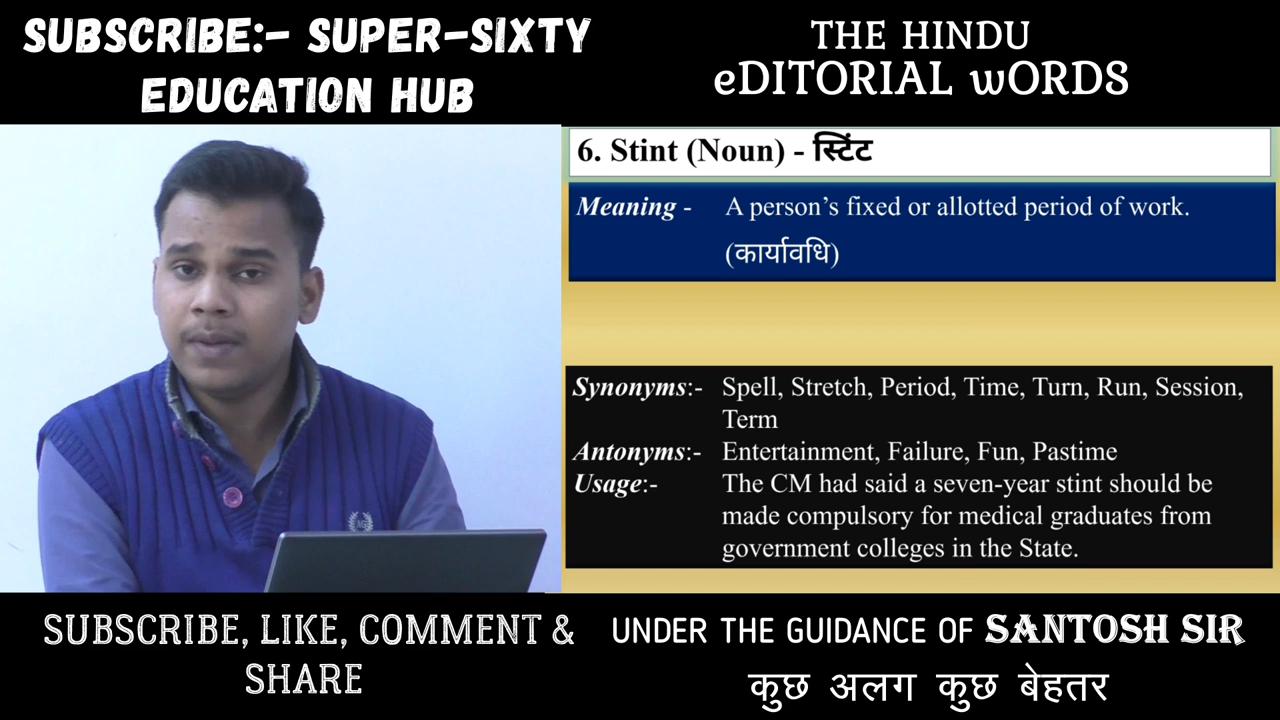 SUBSCRIBE:- SUPER-SIXTY
EDUCATION HUB
THE HINDU
eDITORIAL wORDS
6. Stint (Noun) - स्टिंट
Meaning - A person's fixed or allotted period of work.
(कार्यावधि)
Synonyms:- Spell, Stretch, Period, Time, Turn, Run, Session,
Term
Antonyms:- Entertainment, Failure, Fun, Pastime
Usage:- The CM had said a seven-year stint should be
made compulsory for medical graduates from
government colleges in the State.
SUBSCRIBE, LIKE, COMMENT &
SHARE
UNDER THE GUIDANCE OF SANTOSH SIR
कुछ अलग कुछ बेहतर